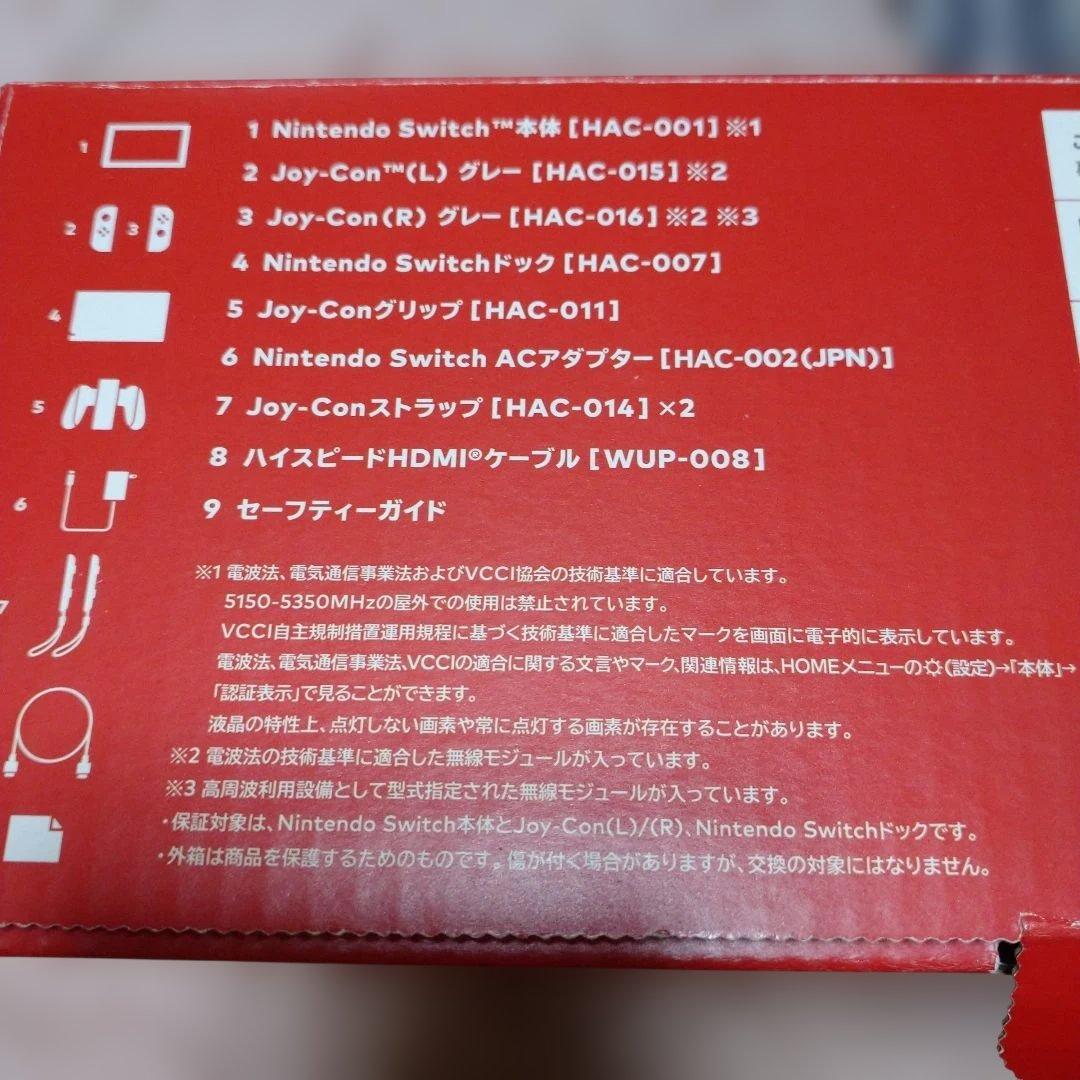 1 Nintendo Switch™本体 [HAC-001] ※1
2 Joy-Con™(L) グレー [HAC-015] ※2
3 Joy-Con(R) グレー [HAC-016] ※2 ※3
4 Nintendo Switchドック [HAC-007]
5 Joy-Conグリップ [HAC-011]
6 Nintendo Switch ACアダプター [HAC-002(JPN)]
7 Joy-Conストラップ [HAC-014] ×2
8 ハイスピードHDMI®ケーブル [WUP-008]
9 セーフティーガイド
1
2 3
4
5
6
7
※1 電波法、電気通信事業法およびVCCI協会の技術基準に適合しています。
5150-5350MHzの屋外での使用は禁止されています。
VCCI自主規制措置運用規程に基づく技術基準に適合したマークを画面に電子的に表示しています。
電波法、電気通信事業法、VCCIの適合に関する文言やマーク、関連情報は、HOMEメニューの(設定)→「本体」→
「認証表示」で見ることができます。
液晶の特性上、点灯しない画素や常に点灯する画素が存在することがあります。
※2 電波法の技術基準に適合した無線モジュールが入っています。
※3 高周波利用設備として型式指定された無線モジュールが入っています。
・保証対象は、Nintendo Switch本体とJoy-Con(L)/(R)、Nintendo Switchドックです。
・外箱は商品を保護するためのものです。傷が付く場合がありますが、交換の対象にはなりません。